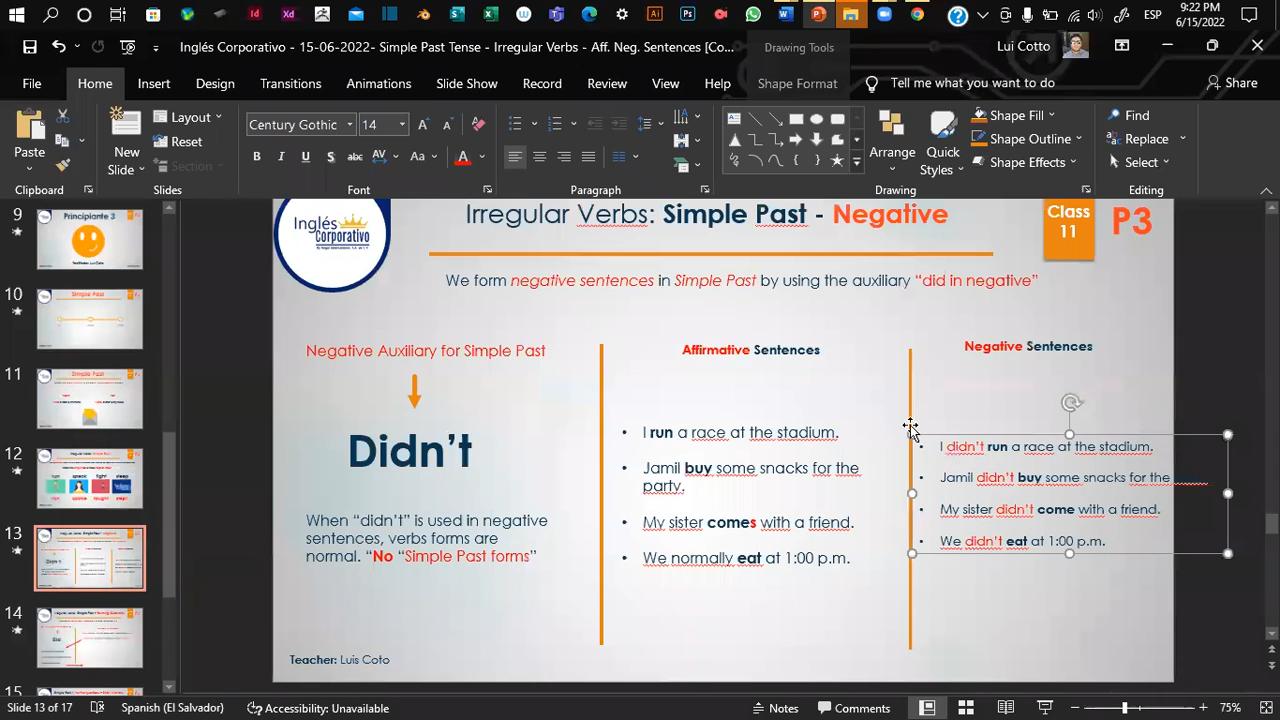 9:22 PM
ESP
6/15/2022
Inglés Corporativo - 15-06-2022- Simple Past Tense - Irregular Verbs - Aff. Neg. Sentences [Co...
Drawing Tools
Lui Cotto
File
Home
Insert
Design
Transitions
Animations
Slide Show
Record
Review
View
Help
Shape Format
Tell me what you want to do
Share
Paste
New Slide
Layout
Reset
Section
Century Gothic
14
Arrange
Quick Styles
Shape Fill
Shape Outline
Shape Effects
Find
Replace
Select
Clipboard
Slides
Font
Paragraph
Drawing
Editing
9
Principiante 3
10
Simple Past
11
Simple Past
12
run
speak
fight
sleep
13
14
15
Inglés Corporativo
Irregular Verbs: Simple Past - Negative
Class 11
P3
We form negative sentences in Simple Past by using the auxiliary “did in negative”
Negative Auxiliary for Simple Past
Didn’t
When “didn’t” is used in negative
sentences, verbs forms are
normal. “No “Simple Past forms”
Affirmative Sentences
• I run a race at the stadium.
• Jamil buy some snacks for the
party.
• My sister comes with a friend.
• We normally eat at 1:00 p.m.
Negative Sentences
• I didn’t run a race at the stadium.
• Jamil didn’t buy some snacks for the
• My sister didn’t come with a friend.
• We didn’t eat at 1:00 p.m.
Teacher: Luis Coto
Slide 13 of 17
Spanish (El Salvador)
Accessibility: Unavailable
Notes
Comments
75%